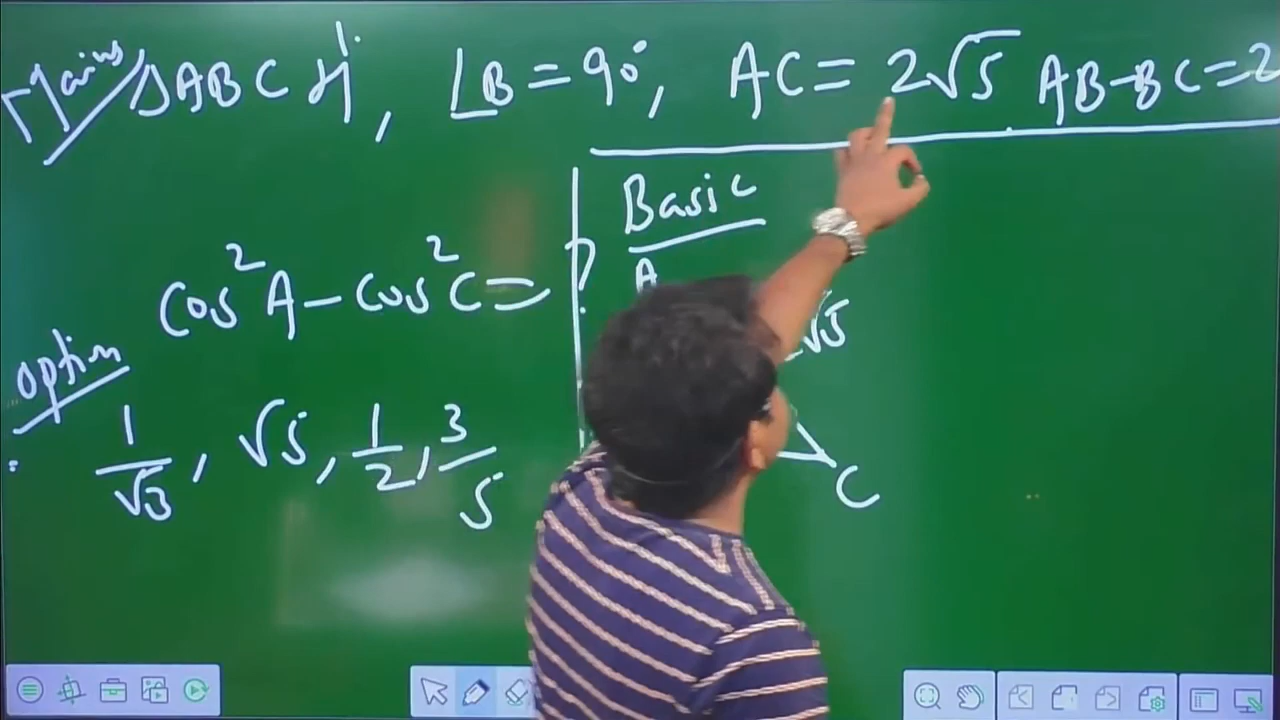 Mains ΔABC में, ∠B = 90°, AC = 2√5 AB-BC = 2
Basic
cos²A - cos²C = ?
A
√5
option
1/√3, √5, 1/2, 3/5
C